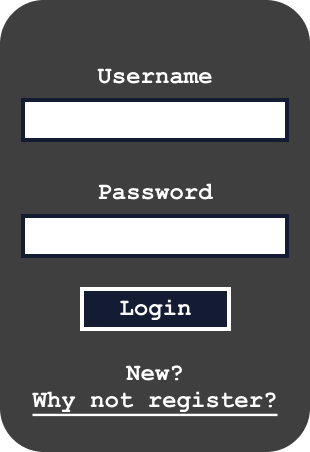 Username
Password
Login
New?
Why not register?